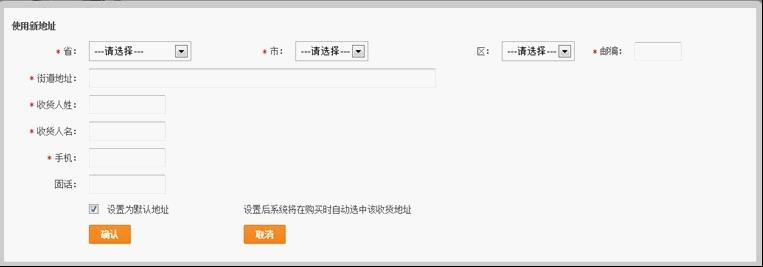 使用新地址
* 省： ---请选择--- * 市： ---请选择--- 区： ---请选择--- * 邮编：
* 街道地址：
* 收货人姓：
* 收货人名：
* 手机：
固话：
设置为默认地址 设置后系统将在购买时自动选中该收货地址
确认 取消